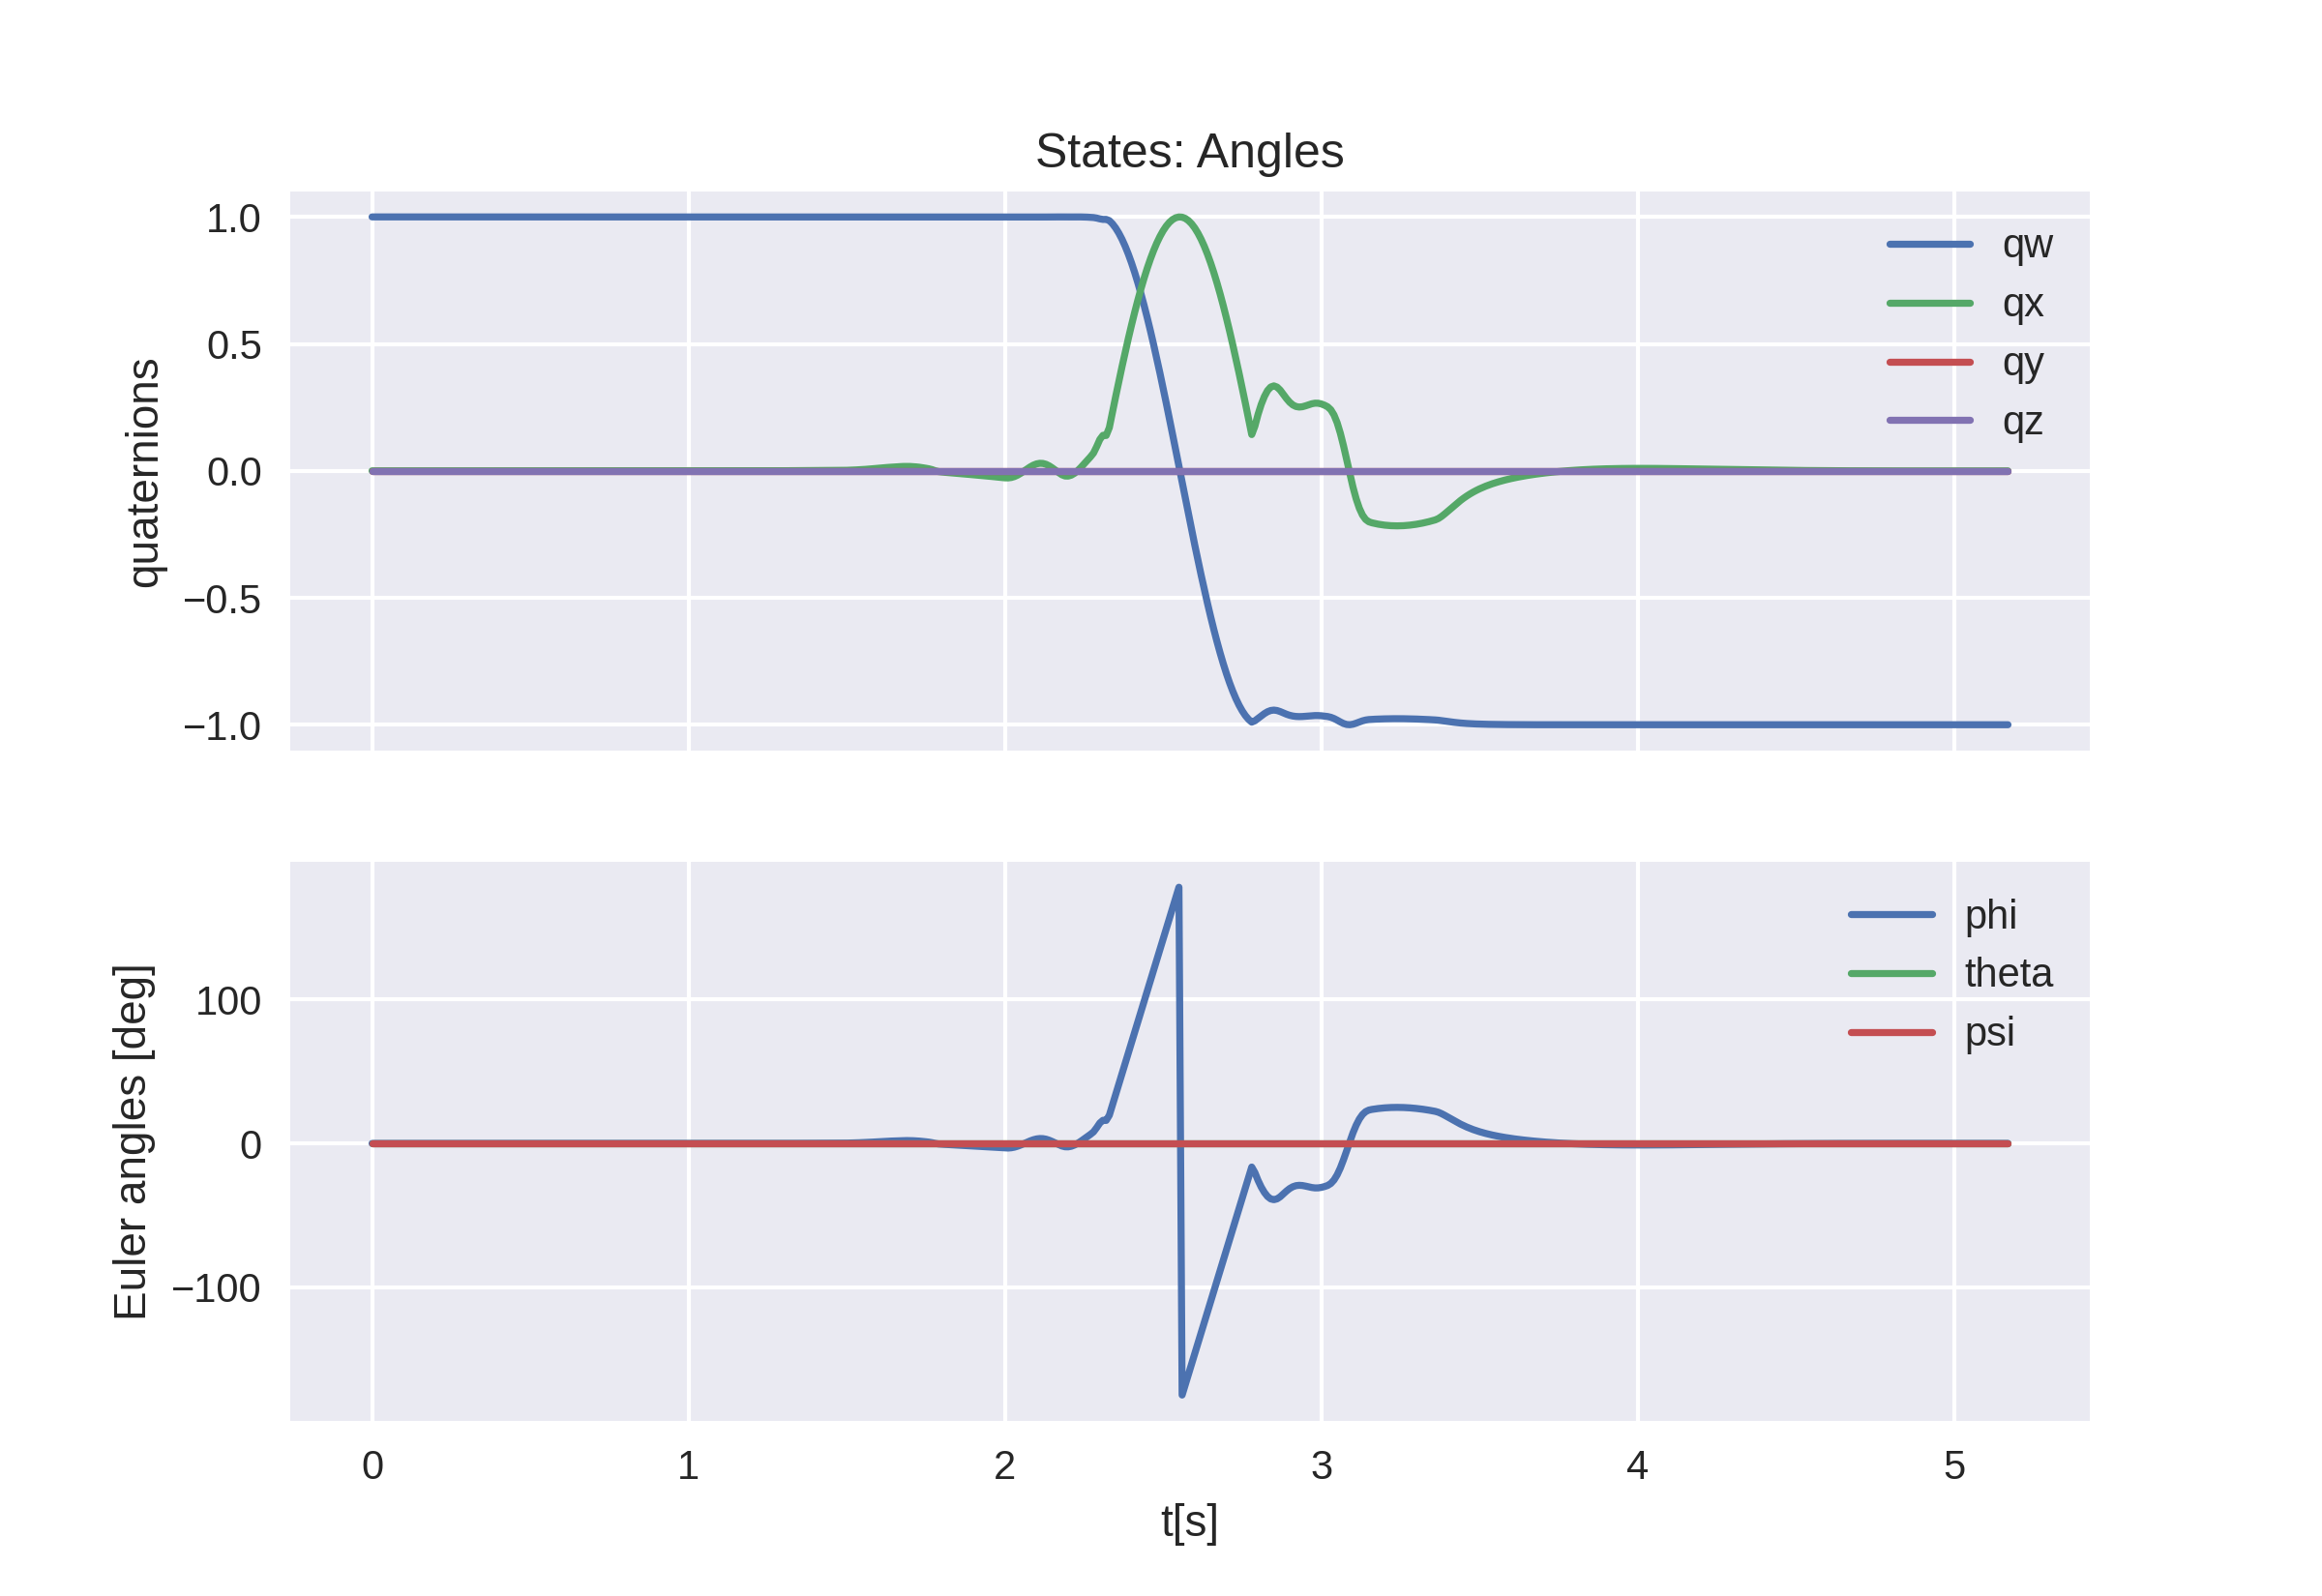 States: Angles
1.0
0.5
0.0
−0.5
−1.0
quaternions
qw
qx
qy
qz
100
0
−100
Euler angles [deg]
phi
theta
psi
0 1 2 3 4 5
t[s]